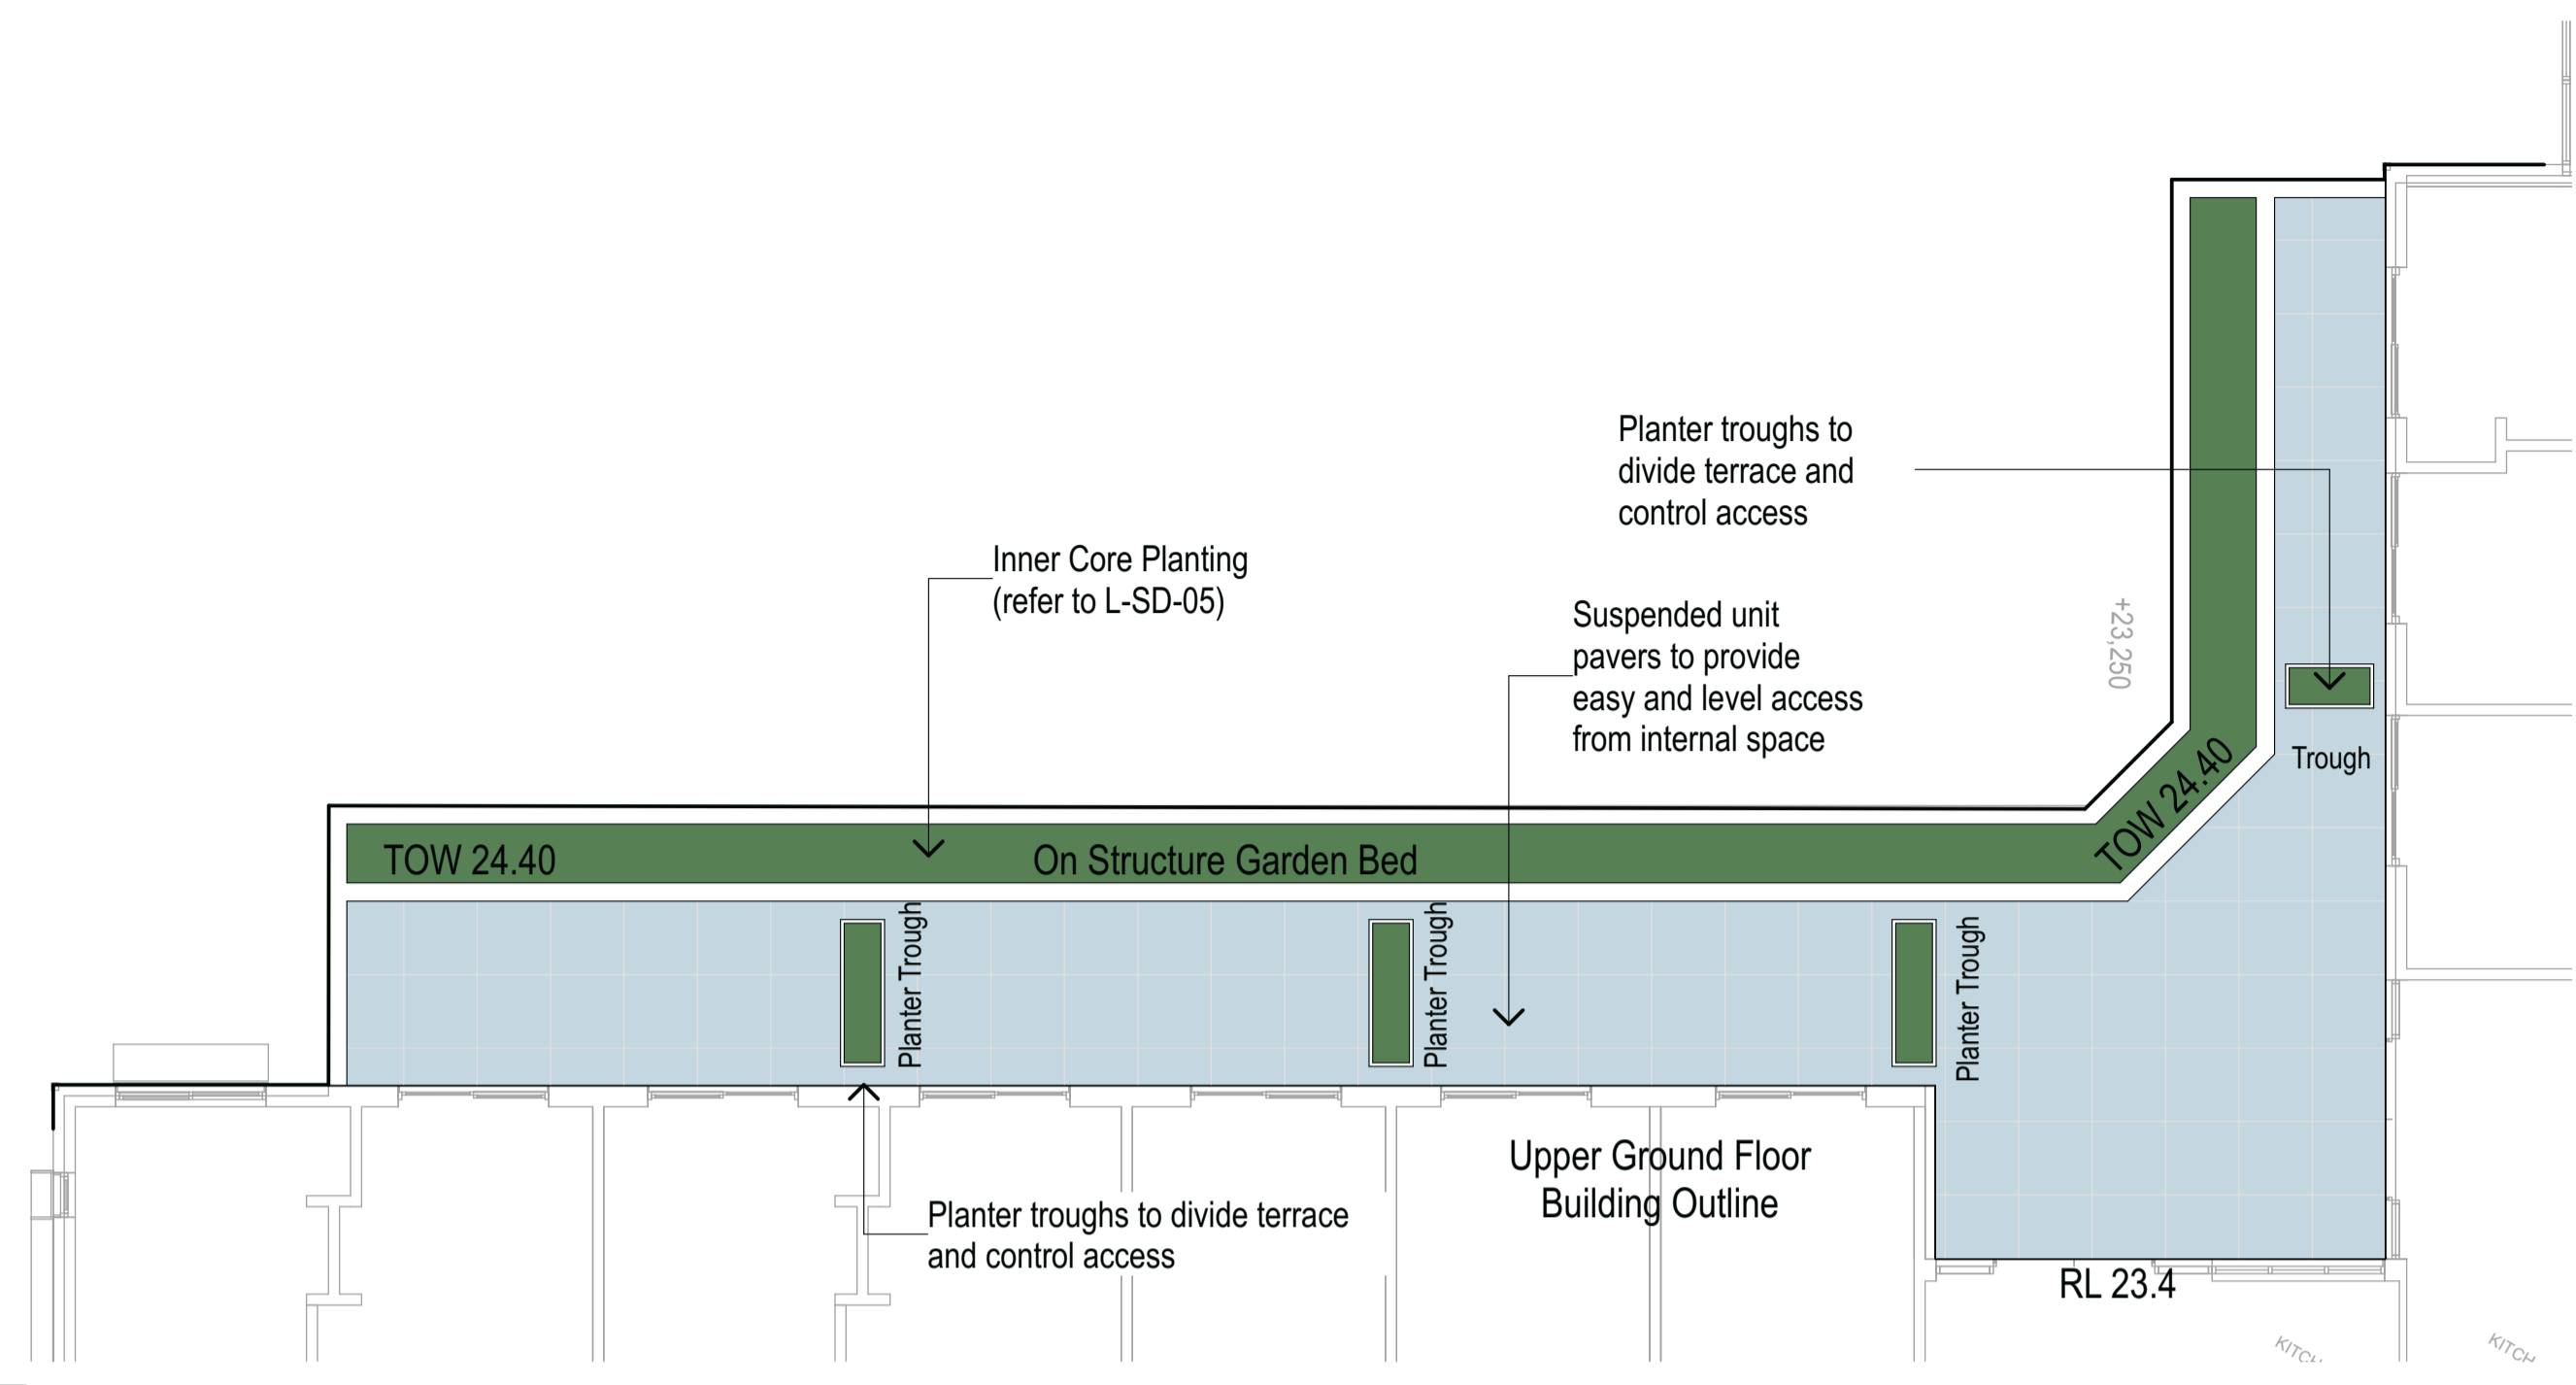 Planter troughs to
divide terrace and
control access
Inner Core Planting
(refer to L-SD-05)
Suspended unit
pavers to provide
easy and level access
from internal space
+23,250
Trough
TOW 24.40
TOW 24.40
On Structure Garden Bed
Planter Trough
Planter Trough
Planter Trough
Upper Ground Floor
Building Outline
Planter troughs to divide terrace
and control access
RL 23.4
KITCH
KITCH